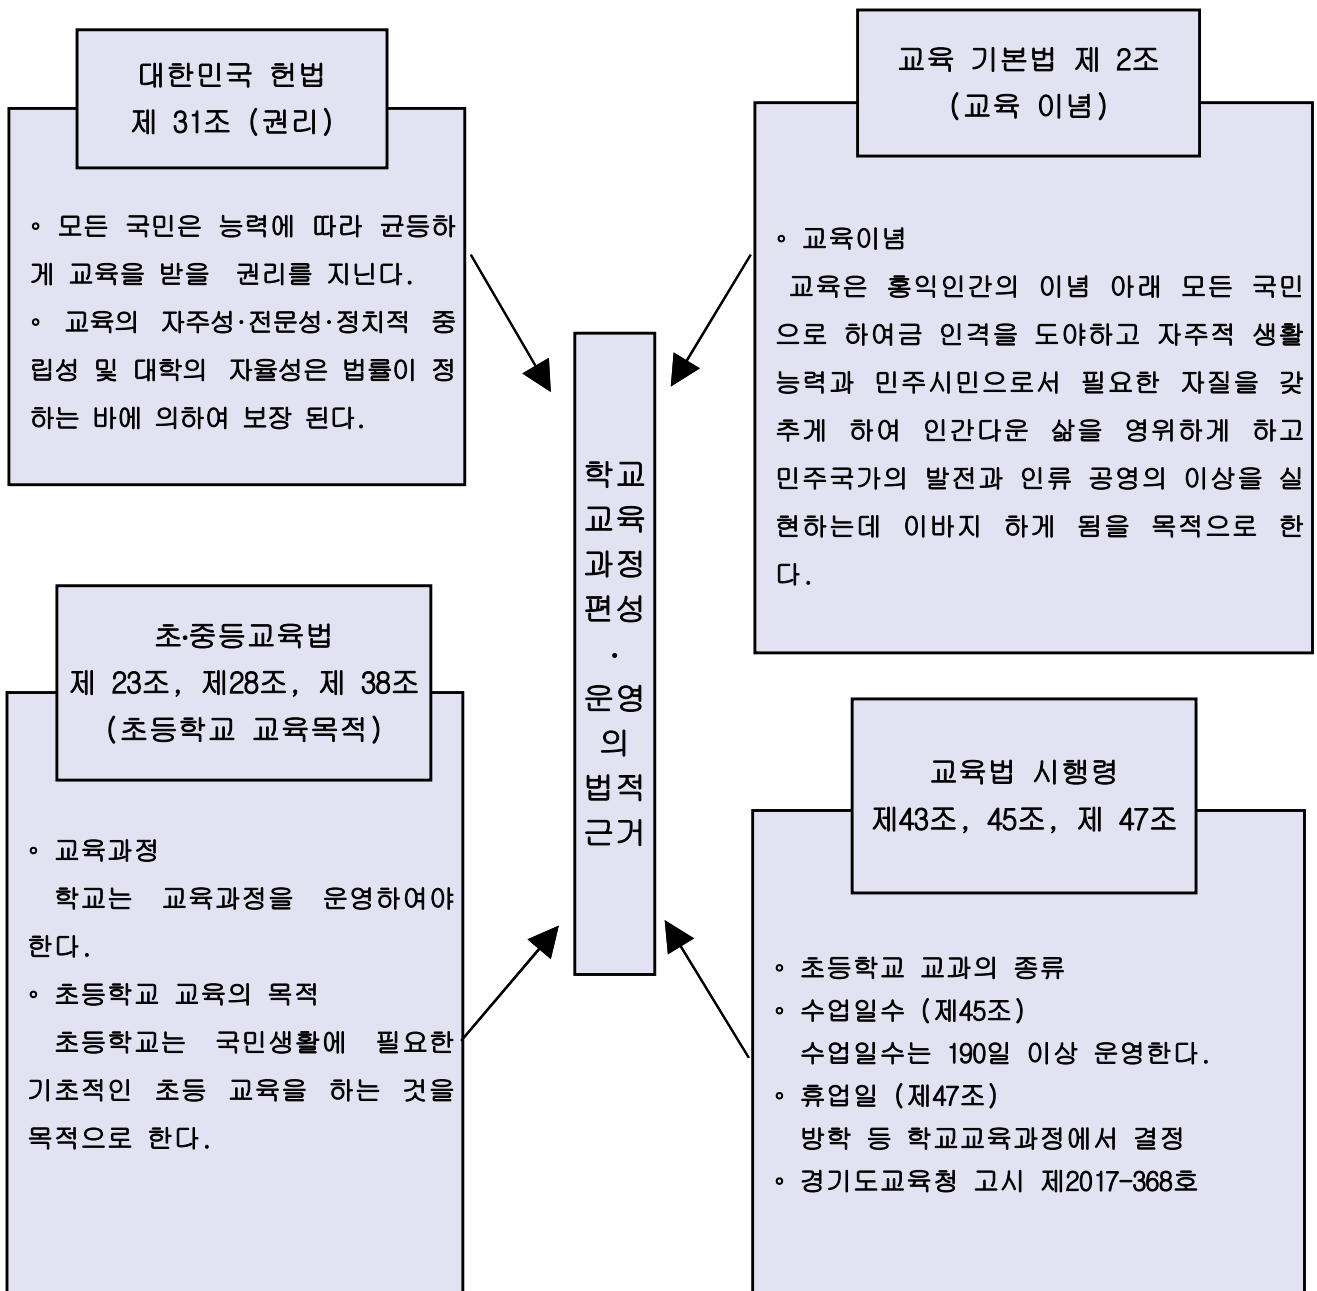 대한민국 헌법
제 31조 (권리)
∘ 모든 국민은 능력에 따라 균등하
게 교육을 받을 권리를 지닌다.
∘ 교육의 자주성·전문성·정치적 중
립성 및 대학의 자율성은 법률이 정
하는 바에 의하여 보장 된다.
교육 기본법 제 2조
(교육 이념)
∘ 교육이념
교육은 홍익인간의 이념 아래 모든 국민
으로 하여금 인격을 도야하고 자주적 생활
능력과 민주시민으로서 필요한 자질을 갖
추게 하여 인간다운 삶을 영위하게 하고
민주국가의 발전과 인류 공영의 이상을 실
현하는데 이바지 하게 됨을 목적으로 한
다.
학교
교육
과정
편성
·
운영
의
법적
근거
초·중등교육법
제 23조, 제28조, 제 38조
(초등학교 교육목적)
∘ 교육과정
학교는 교육과정을 운영하여야
한다.
∘ 초등학교 교육의 목적
초등학교는 국민생활에 필요한
기초적인 초등 교육을 하는 것을
목적으로 한다.
교육법 시행령
제43조, 45조, 제 47조
∘ 초등학교 교과의 종류
∘ 수업일수 (제45조)
수업일수는 190일 이상 운영한다.
∘ 휴업일 (제47조)
방학 등 학교교육과정에서 결정
∘ 경기도교육청 고시 제2017-368호